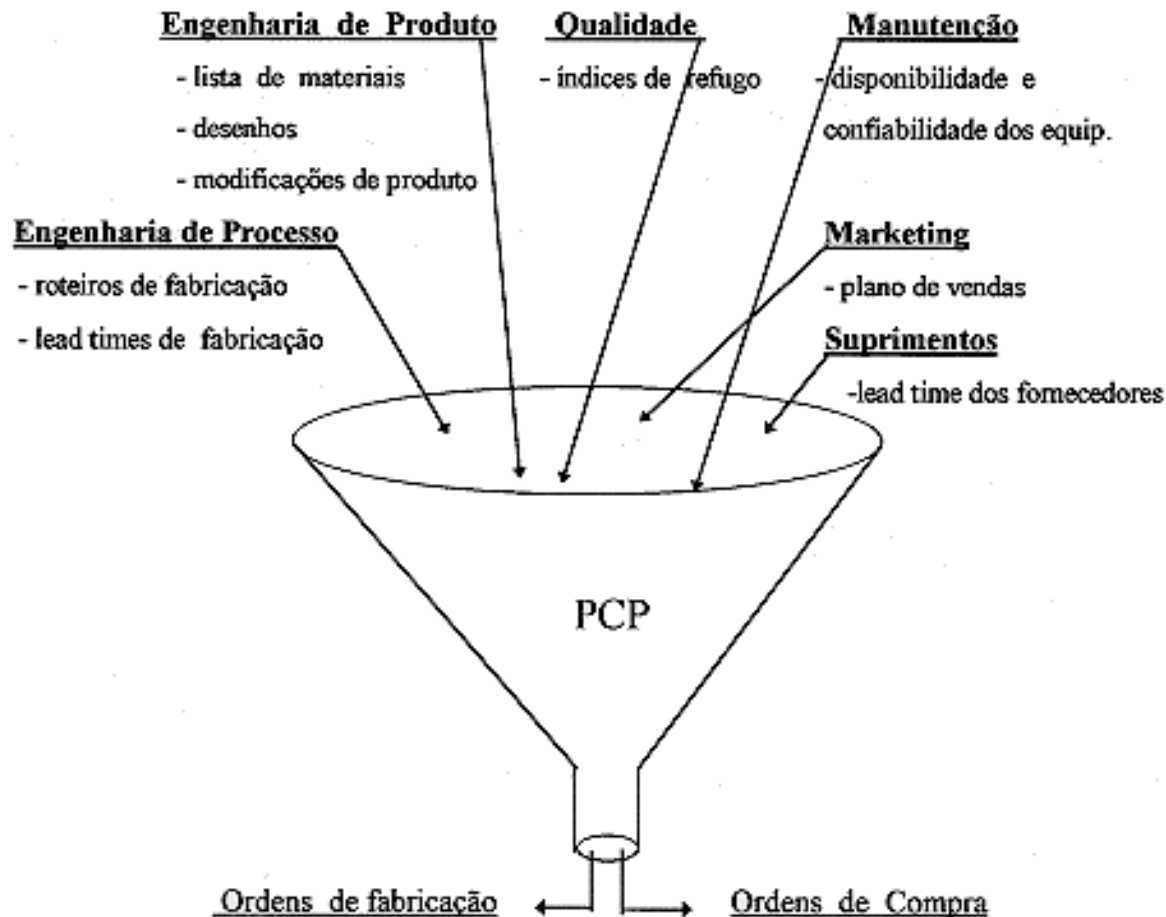 Engenharia de Produto
- lista de materiais
- desenhos
- modificações de produto
Qualidade
- índices de refugo
Manutenção
- disponibilidade e
confiabilidade dos equip.
Engenharia de Processo
- roteiros de fabricação
- lead times de fabricação
Marketing
- plano de vendas
Suprimentos
-lead time dos fornecedores
PCP
Ordens de fabricação
Ordens de Compra